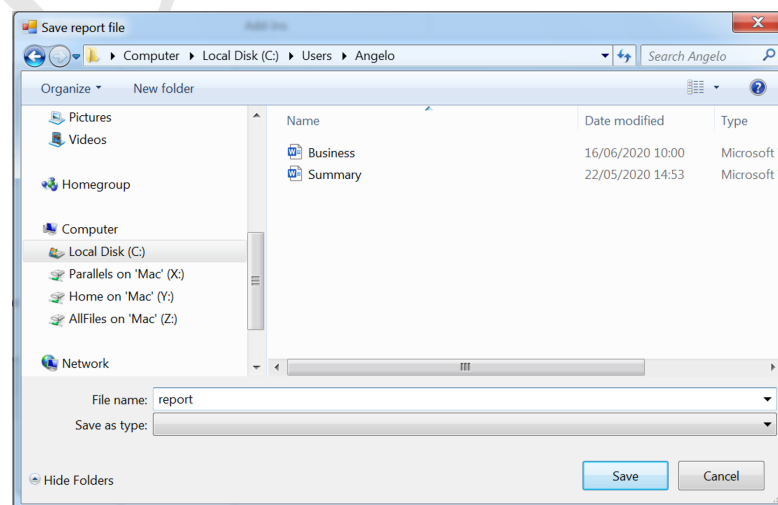 Save report file
Add-Ins
Computer Local Disk (C:) Users Angelo
Search Angelo
Organize New folder
Pictures
Videos
Homegroup
Computer
Local Disk (C:)
Parallels on 'Mac' (X:)
Home on 'Mac' (Y:)
AllFiles on 'Mac' (Z:)
Network
Name Date modified Type
Business 16/06/2020 10:00 Microsoft
Summary 22/05/2020 14:53 Microsoft
File name: report
Save as type:
Hide Folders
Save Cancel